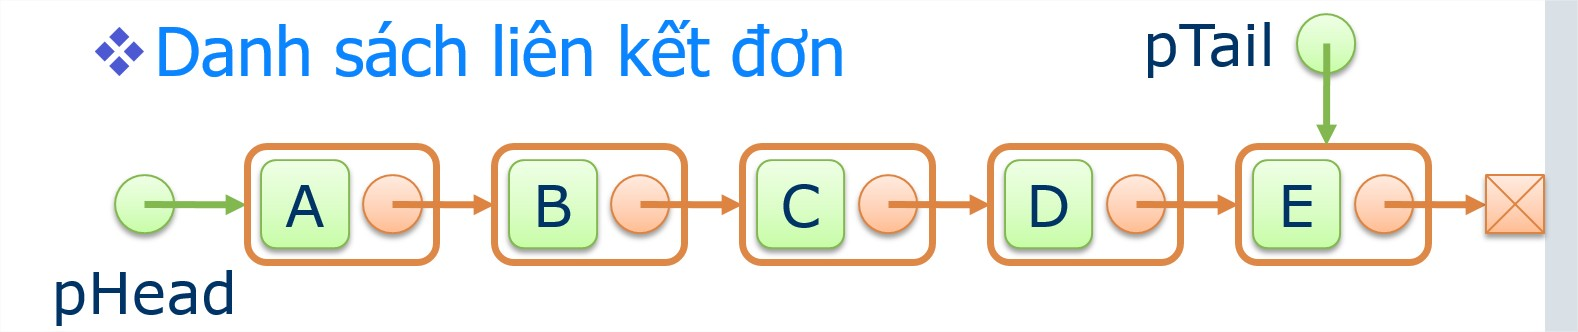 Danh sách liên kết đơn
pTail
A B C D E
pHead